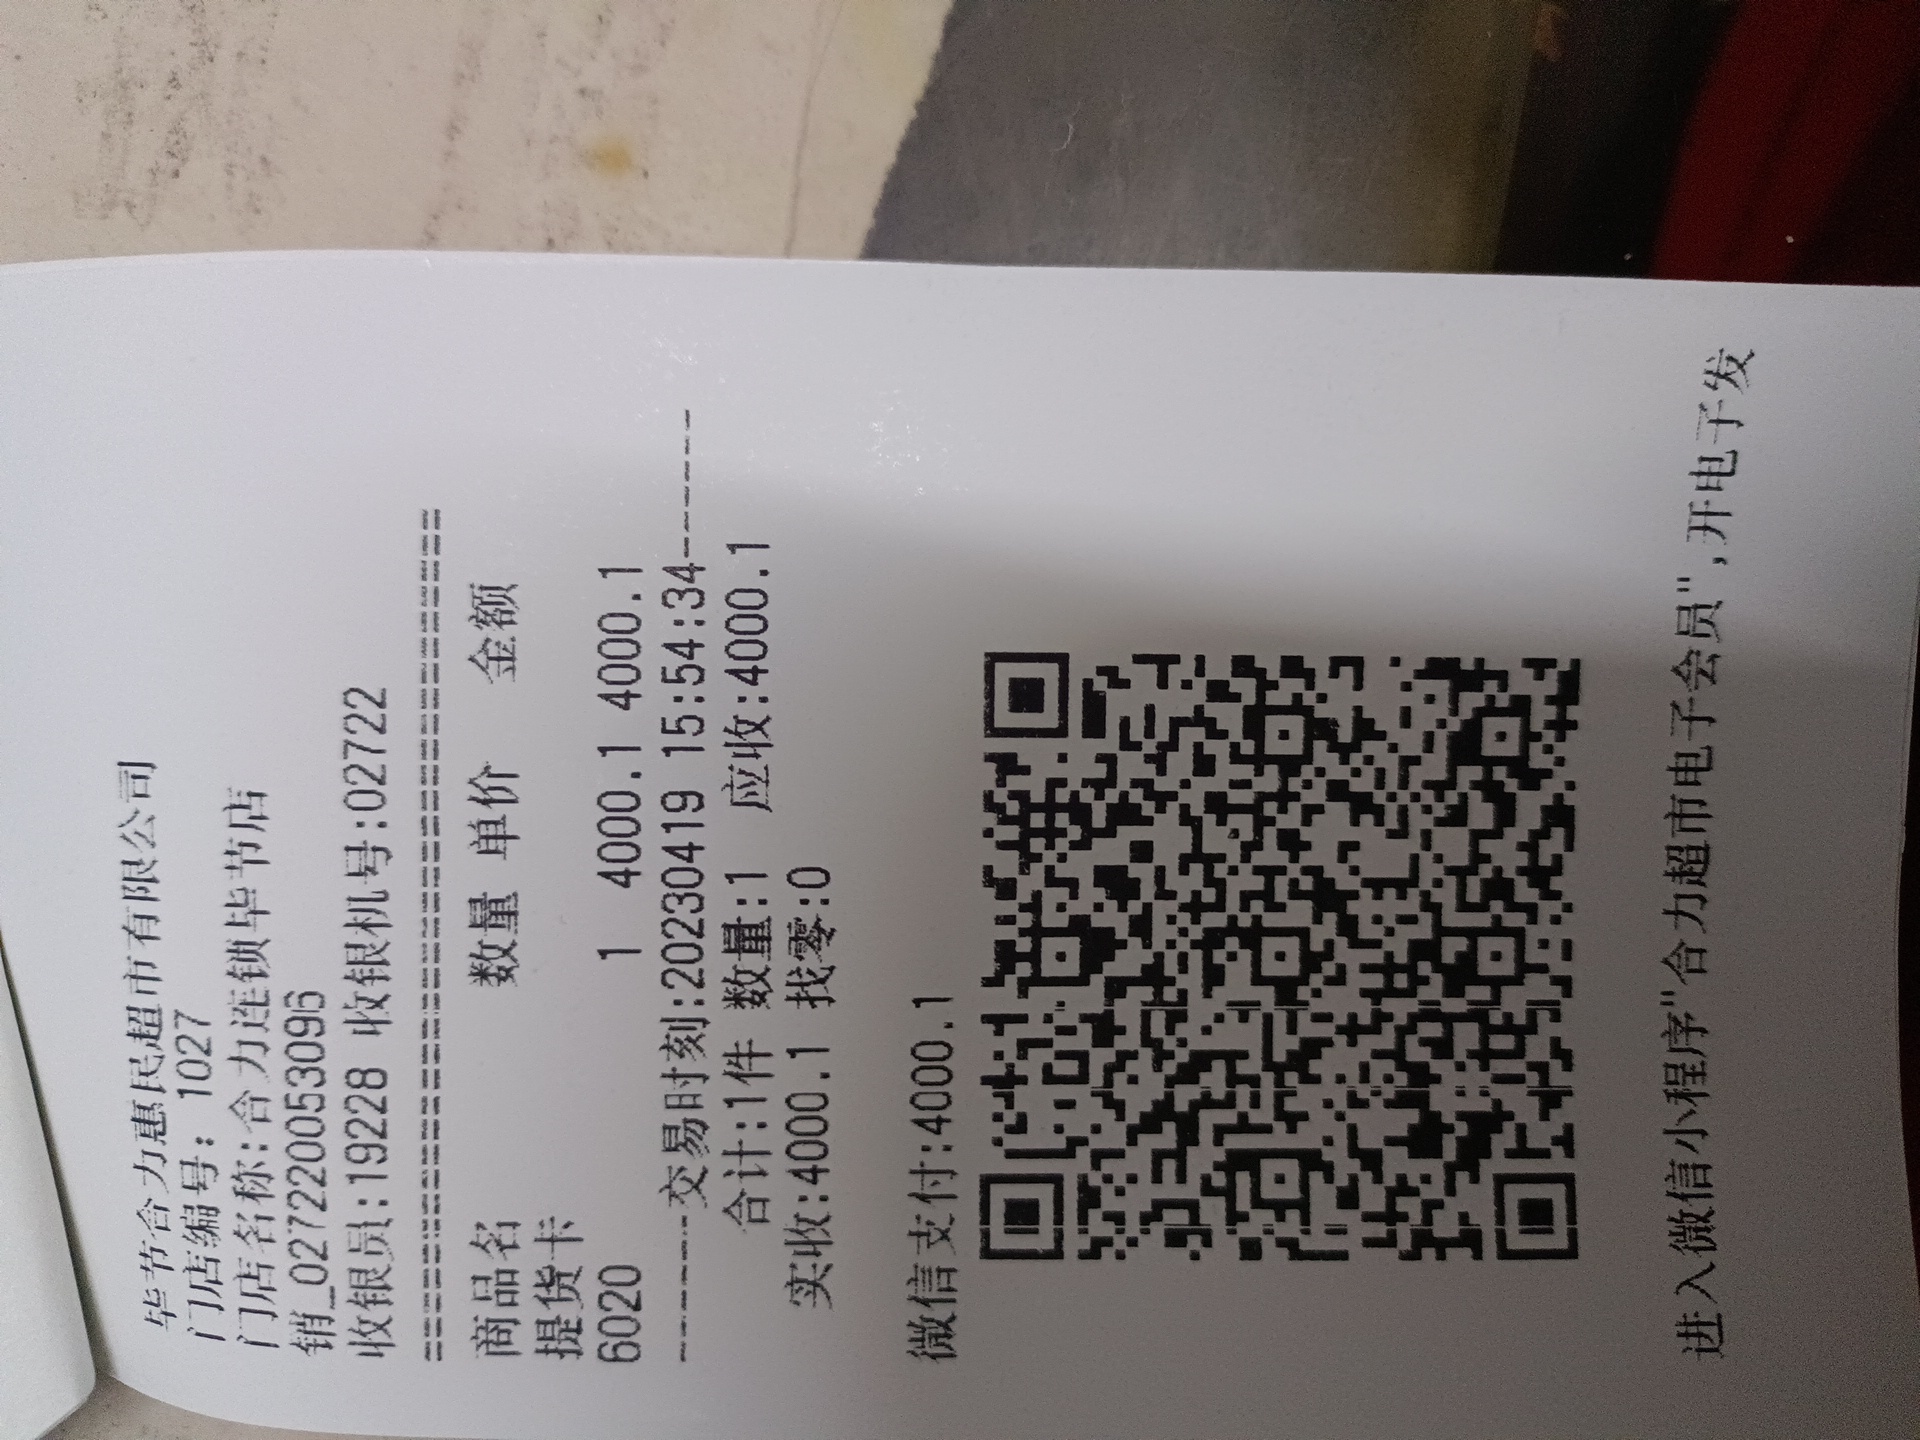 毕节合力惠民超市有限公司
门店编号: 1027
门店名称:合力连锁毕节店
销_0272200053096
收银员:19228 收银机号:02722
================================
商品名 数量 单价 金额
提货卡
6020 1 4000.1 4000.1
-------交易时刻:20230419 15:54:34-------
合计:1件 数量:1 应收:4000.1
实收:4000.1 找零:0
微信支付:4000.1
进入微信小程序"合力超市电子会员",开电子发